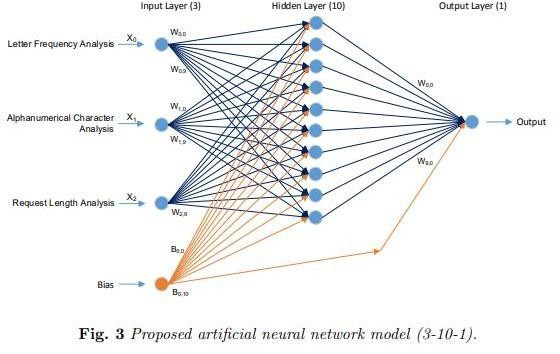 Input Layer (3)
Hidden Layer (10)
Output Layer (1)
Letter Frequency Analysis
X0
W0,0
W0,9
Alphanumerical Character
Analysis
X1
W1,0
W1,9
Request Length Analysis
X2
W2,9
B0,0
Bias
B0,10
W0,0
W9,0
Output
Fig. 3 Proposed artificial neural network model (3-10-1).